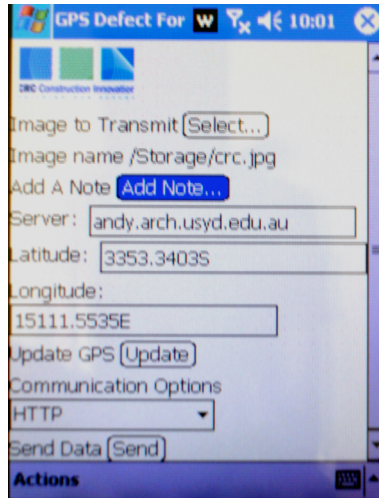 GPS Defect For W 10:01
CRC Construction Innovation
Image to Transmit Select...
Image name /Storage/crc.jpg
Add A Note Add Note...
Server: andy.arch.usyd.edu.au
Latitude: 3353.3403S
Longitude:
15111.5535E
Update GPS Update
Communication Options
HTTP
Send Data Send
Actions